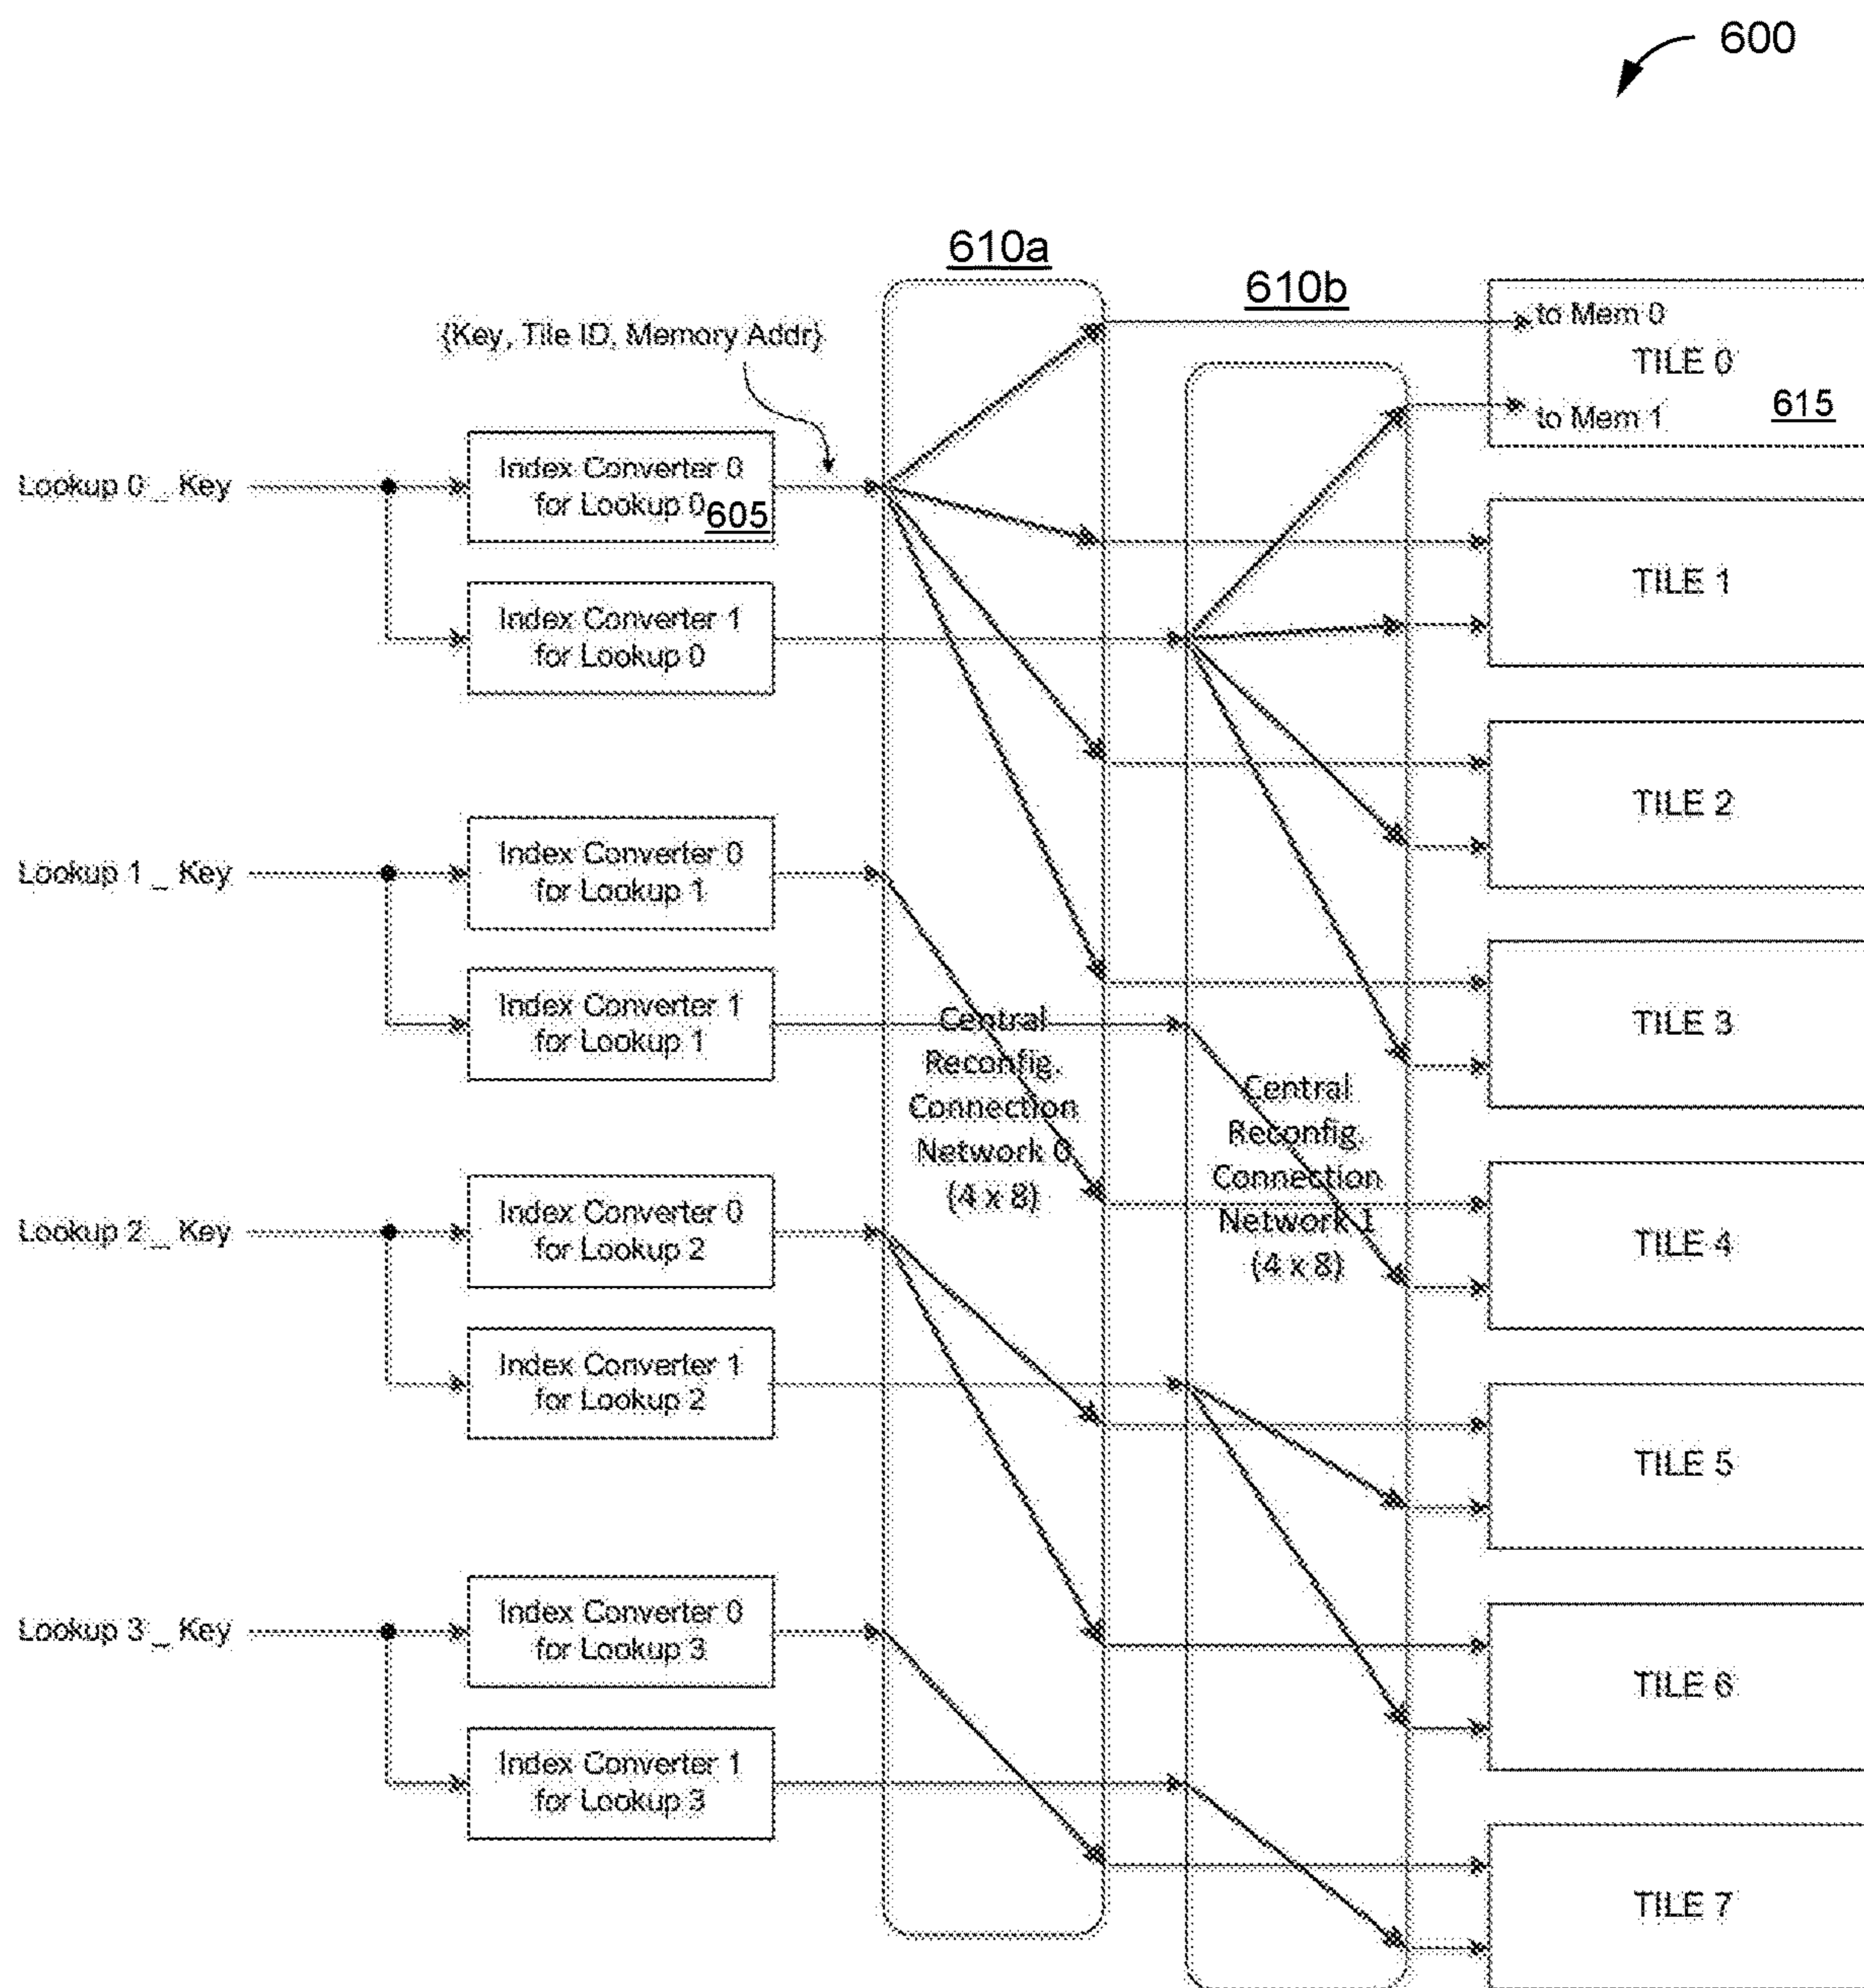 600
610a
610b
{Key, Tile ID, Memory Addr}
to Mem 0
TILE 0
to Mem 1
615
Lookup 0 _ Key
Index Converter 0
for Lookup 0
605
Index Converter 1
for Lookup 0
TILE 1
TILE 2
Lookup 1 _ Key
Index Converter 0
for Lookup 1
Index Converter 1
for Lookup 1
Central
Reconfig.
Connection
Network 0
(4 x 8)
Central
Reconfig.
Connection
Network 1
(4 x 8)
TILE 3
Lookup 2 _ Key
Index Converter 0
for Lookup 2
TILE 4
Index Converter 1
for Lookup 2
TILE 5
Lookup 3 _ Key
Index Converter 0
for Lookup 3
TILE 6
Index Converter 1
for Lookup 3
TILE 7